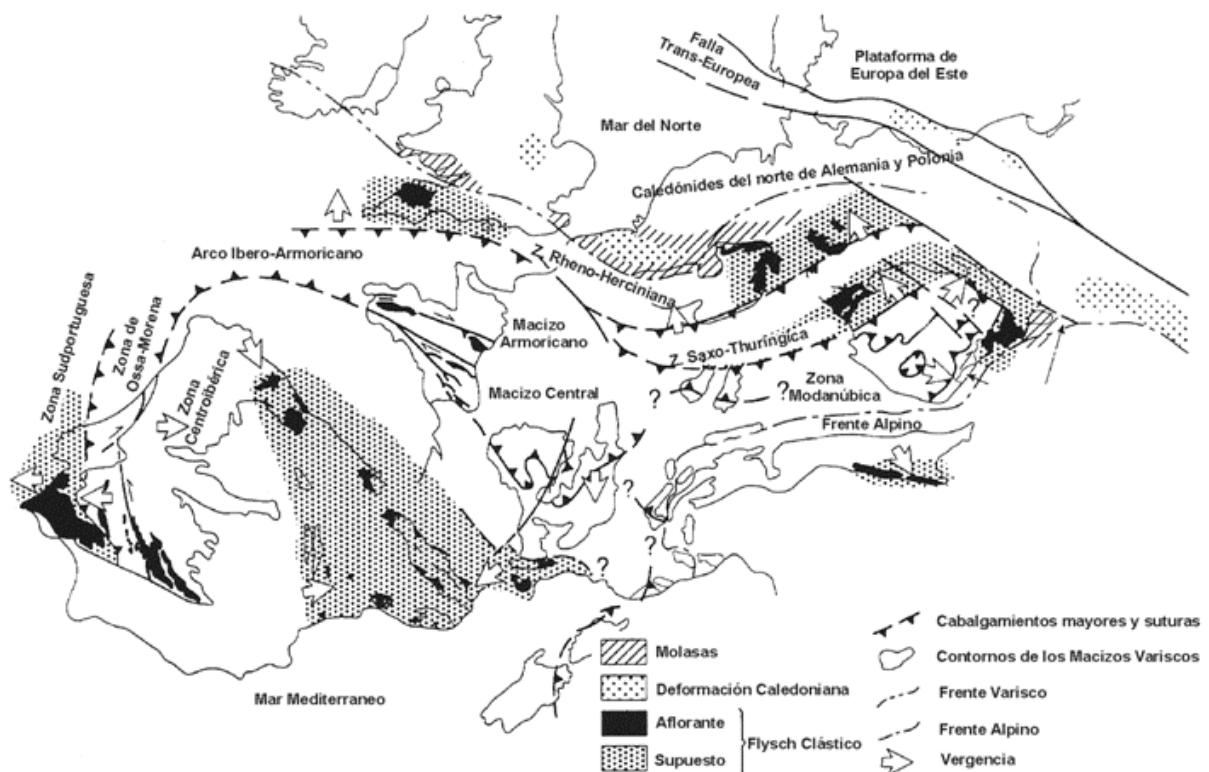 Falla
Trans-Europea
Plataforma de
Europa del Este
Mar del Norte
Caledónides del norte de Alemania y Polonia
Arco Ibero-Armoricano
Z. Rheno-Herciniana
Zona Sudportuguesa
Zona de
Ossa-Morena
Zona
Centroibérica
Macizo
Armoricano
Z. Saxo-Thuríngica
Macizo Central
?
?
Zona
Modanúbica
?
Frente Alpino
?
?
?
Mar Mediterraneo
Molasas
Deformación Caledoniana
Aflorante
Supuesto
Flysch Clástico
Cabalgamientos mayores y suturas
Contornos de los Macizos Variscos
Frente Varisco
Frente Alpino
Vergencia